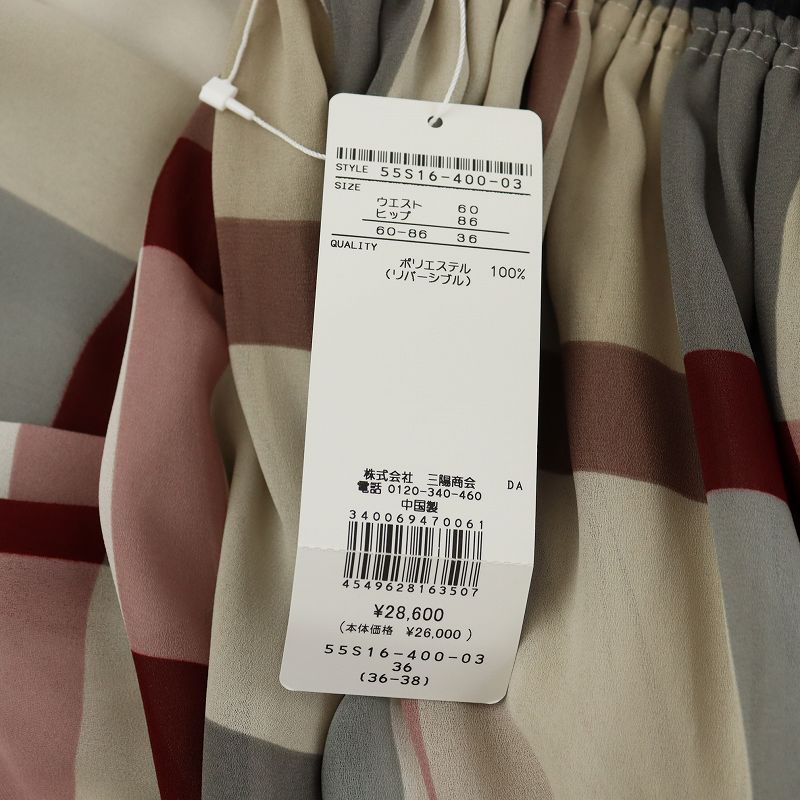 STYLE 55S16-400-03
SIZE
ウエスト 60
ヒップ 86
60-86 36
QUALITY
ポリエステル 100%
(リバーシブル)
株式会社 三陽商会 DA
電話 0120-340-460
中国製
340069470061
4549628163507
¥28,600
(本体価格 ¥26,000)
55S16-400-03
36
(36-38)